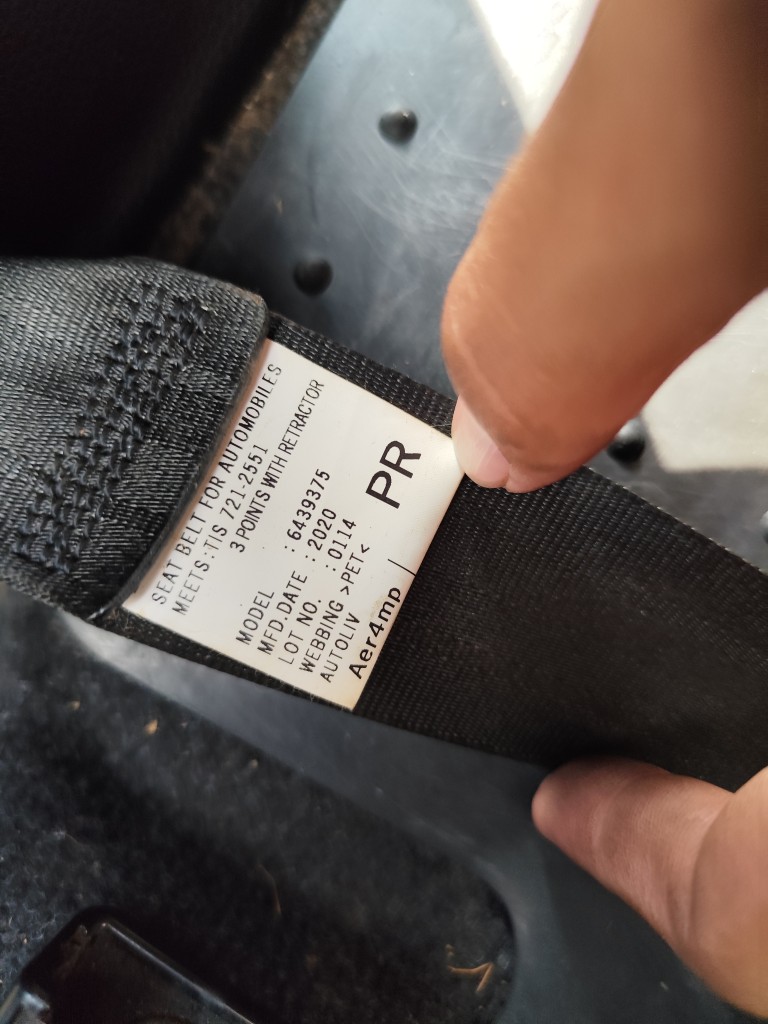 SEAT BELT FOR AUTOMOBILES
MEETS:TIS 721-2551
3 POINTS WITH RETRACTOR
MODEL : 6439375
MFD.DATE : 2020
LOT NO. : 0114
WEBBING >PET<
AUTOLIV
Aer4mp
PR